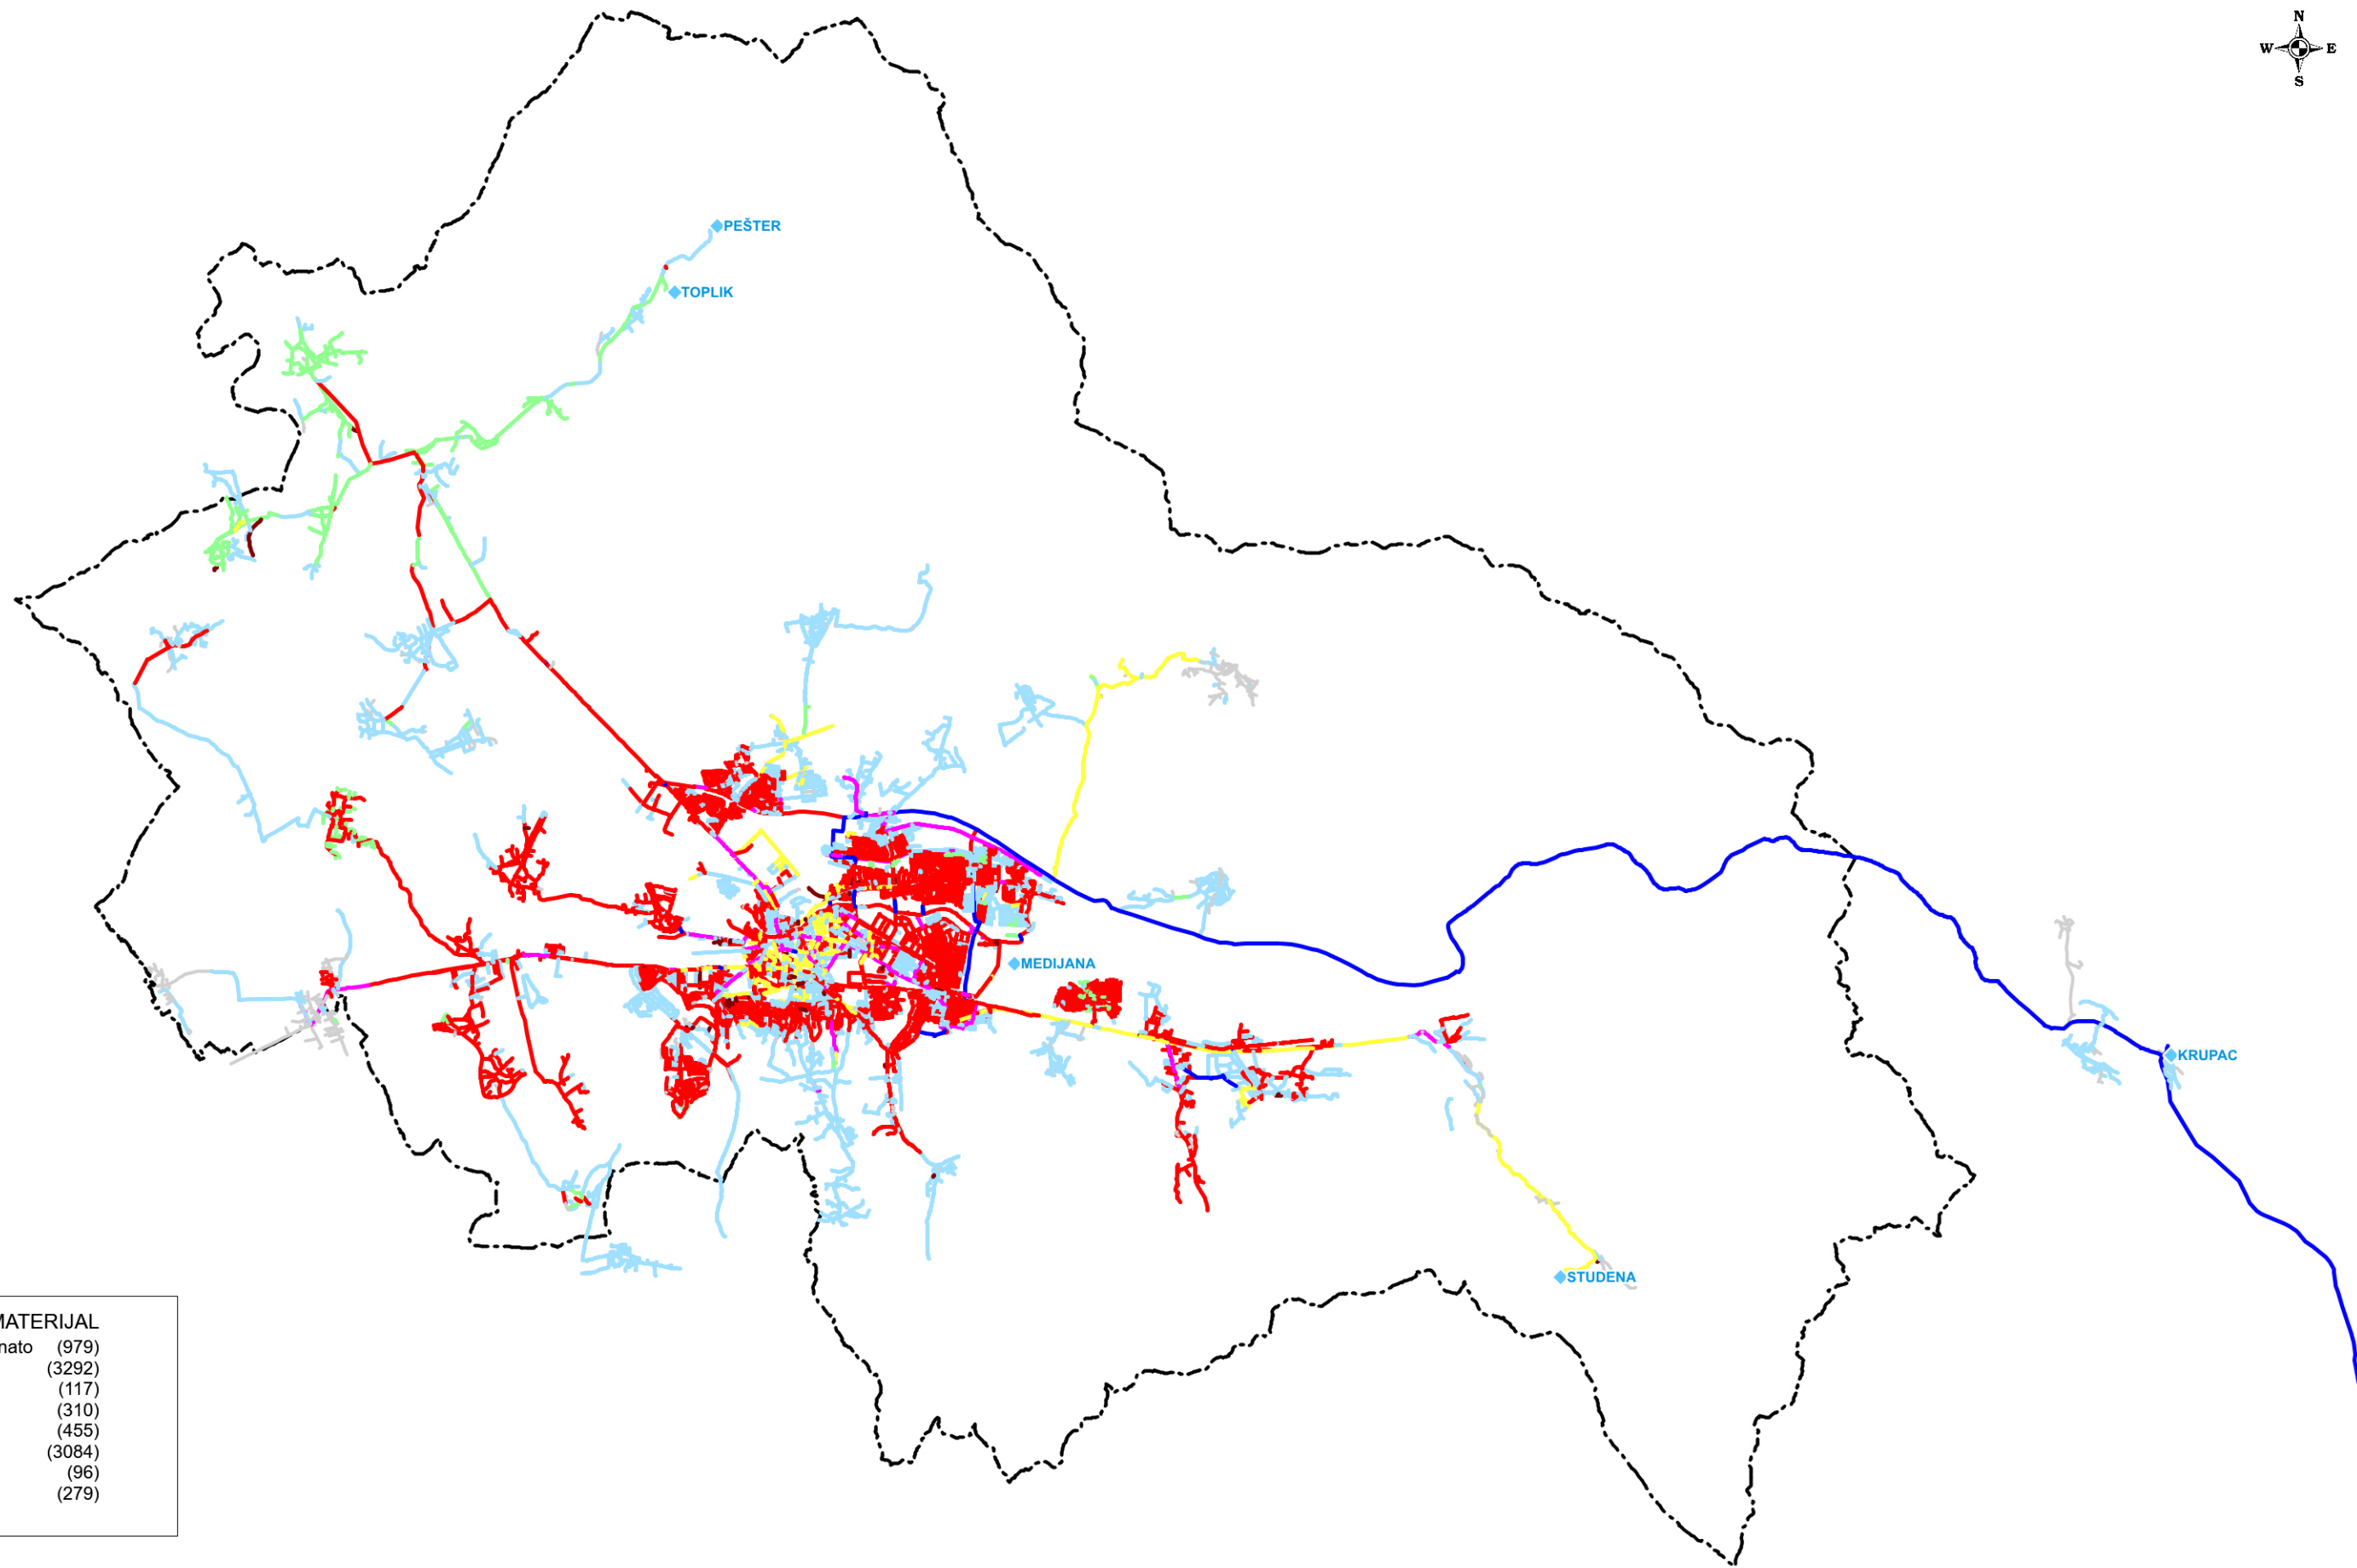 N
W E
S
PEŠTER
TOPLIK
MEDIJANA
KRUPAC
STUDENA
MATERIJAL
nato (979)
(3292)
(117)
(310)
(455)
(3084)
(96)
(279)